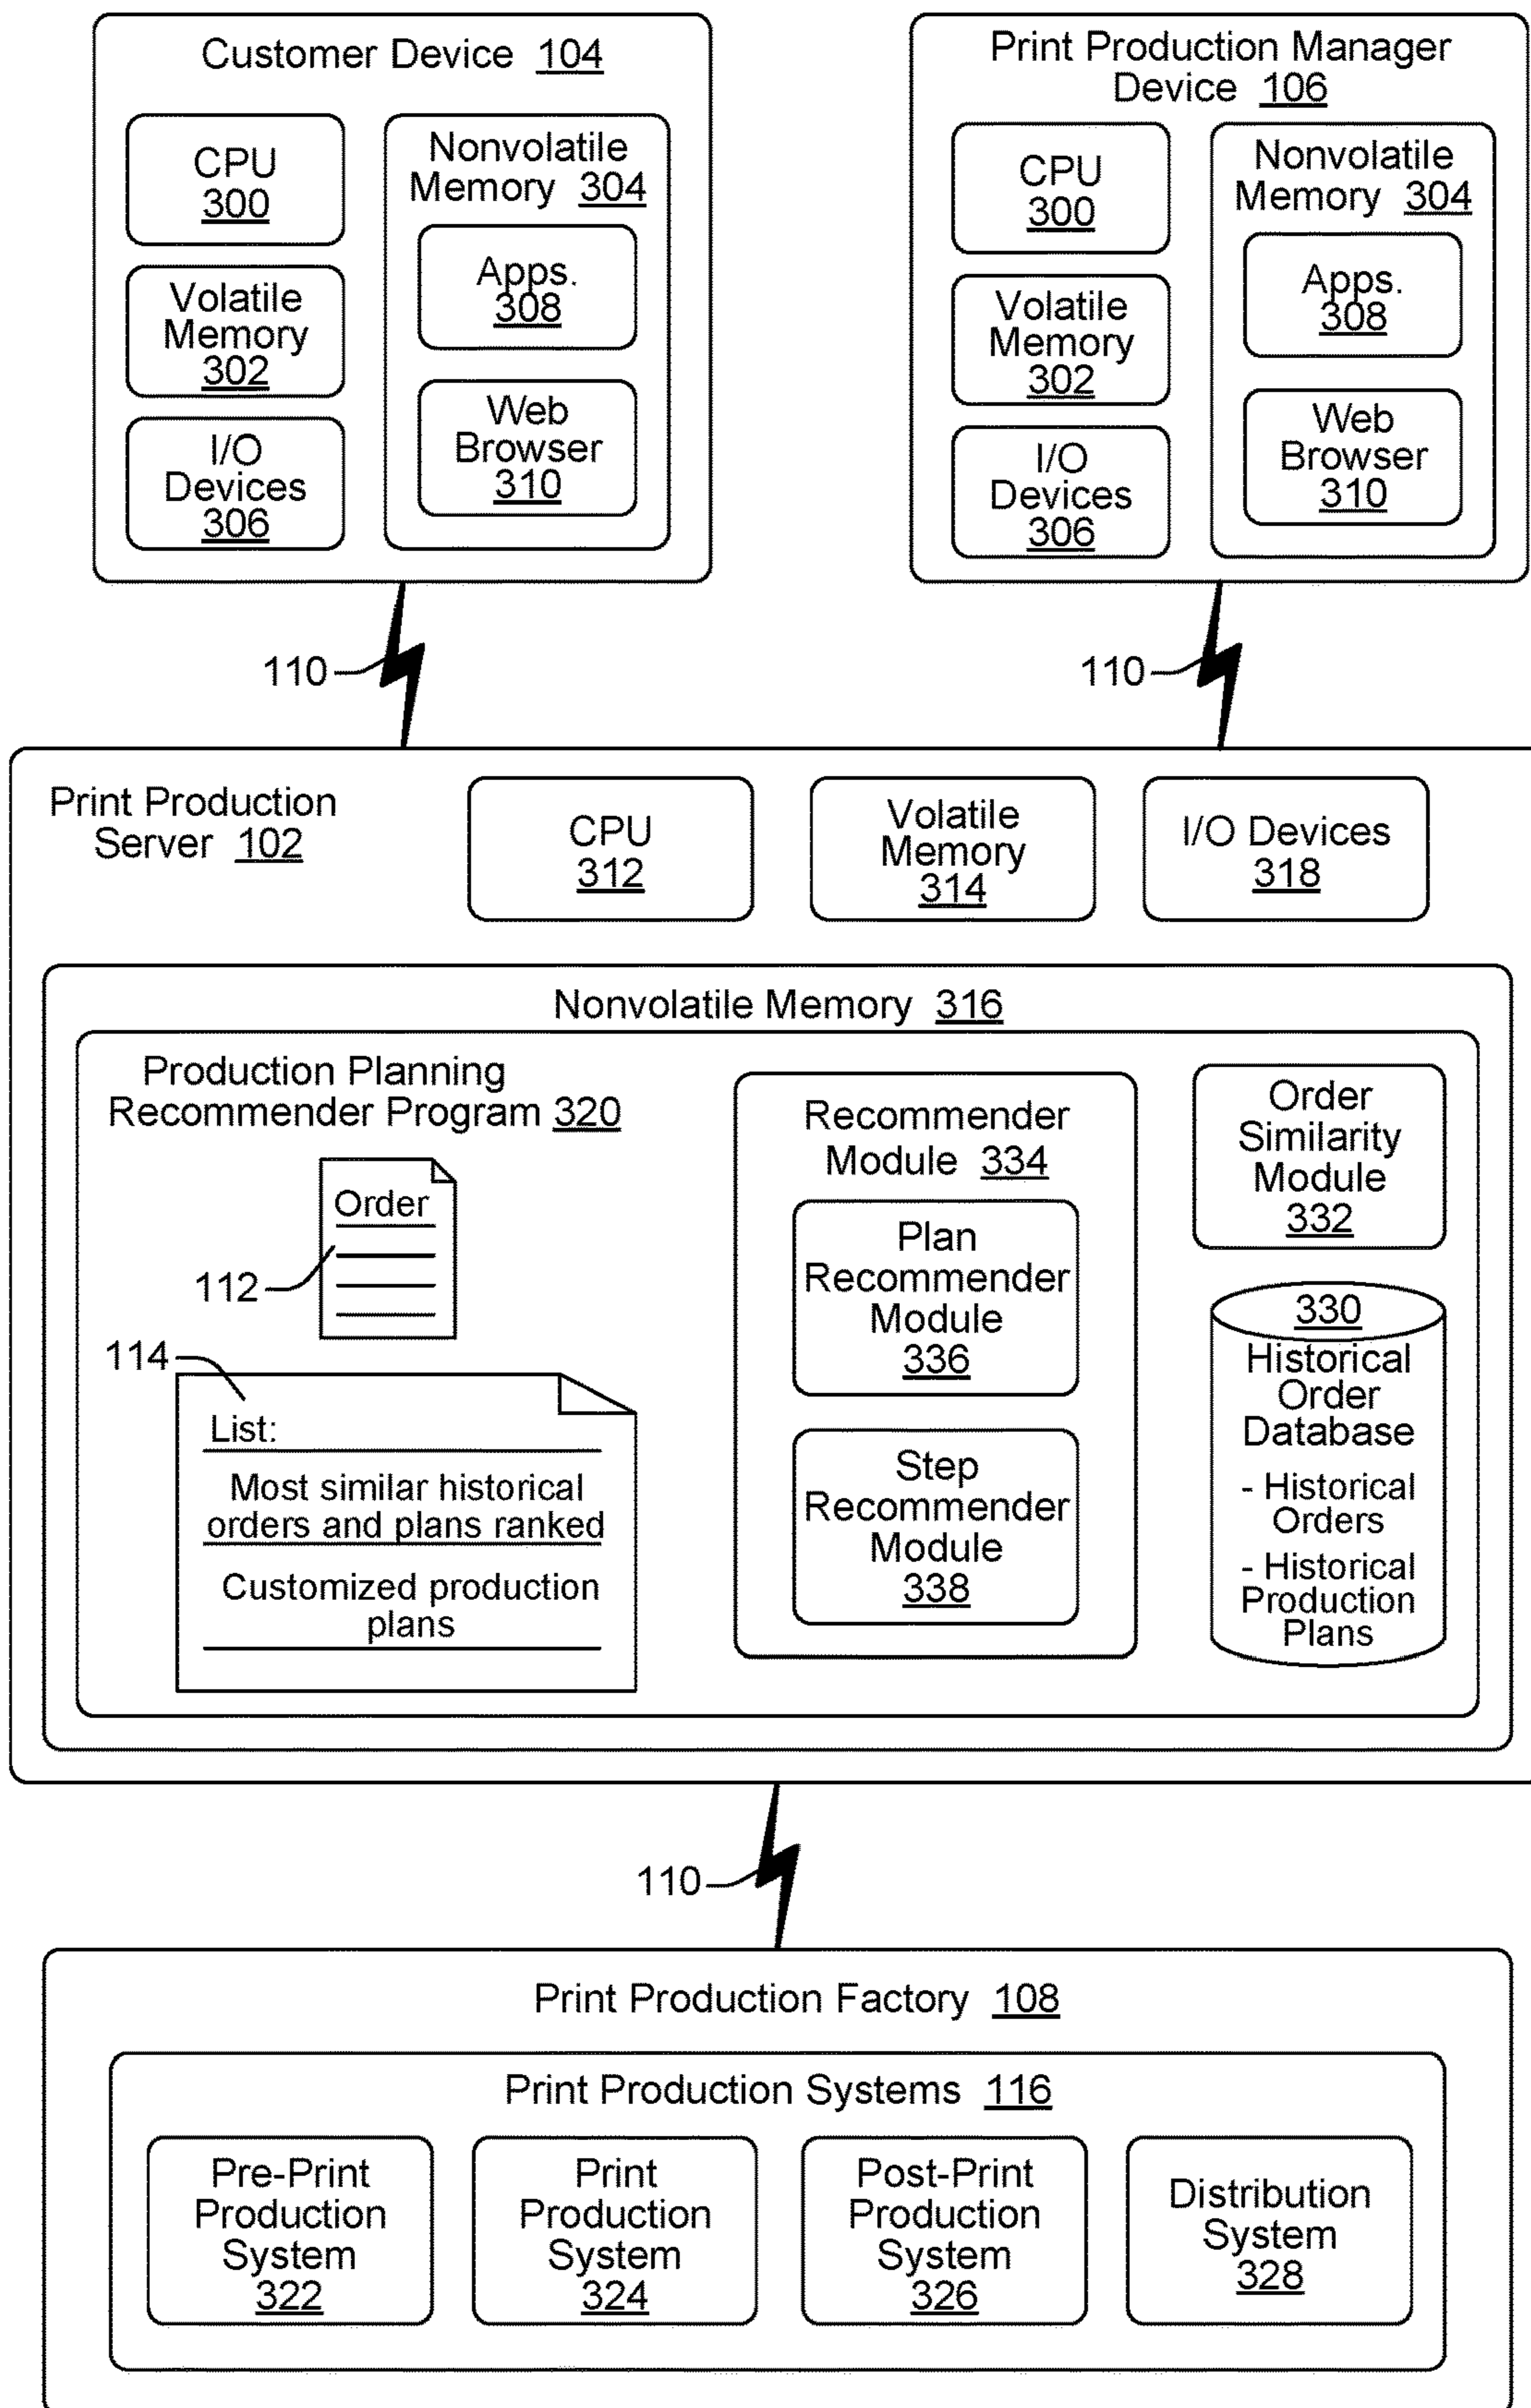 Customer Device 104
CPU
300
Volatile
Memory
302
I/O
Devices
306
Nonvolatile
Memory 304
Apps.
308
Web
Browser
310
Print Production Manager
Device 106
CPU
300
Volatile
Memory
302
I/O
Devices
306
Nonvolatile
Memory 304
Apps.
308
Web
Browser
310
110
110
Print Production
Server 102
CPU
312
Volatile
Memory
314
I/O Devices
318
Nonvolatile Memory 316
Production Planning
Recommender Program 320
Order
112
114
List:
Most similar historical
orders and plans ranked
Customized production
plans
Recommender
Module 334
Plan
Recommender
Module
336
Step
Recommender
Module
338
Order
Similarity
Module
332
330
Historical
Order
Database
- Historical
Orders
- Historical
Production
Plans
110
Print Production Factory 108
Print Production Systems 116
Pre-Print
Production
System
322
Print
Production
System
324
Post-Print
Production
System
326
Distribution
System
328